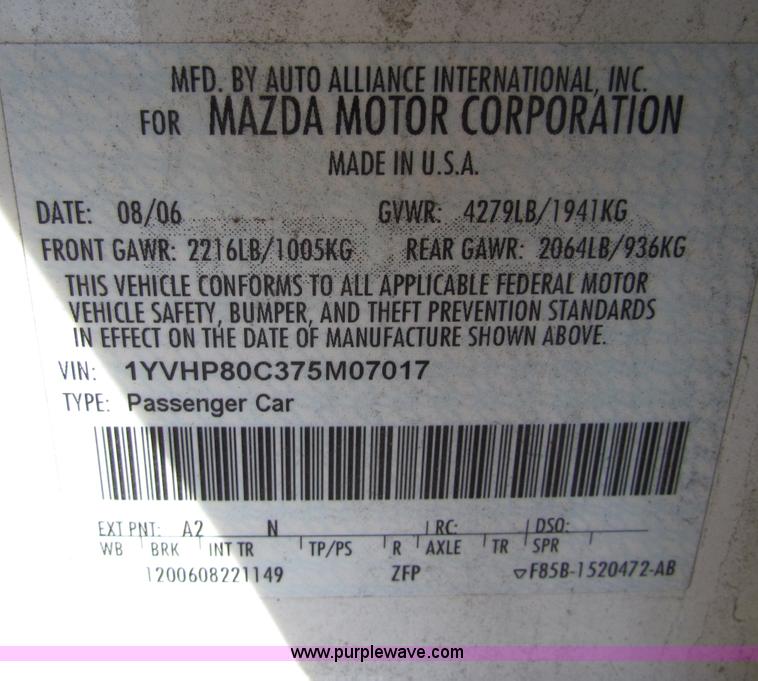 MFD. BY AUTO ALLIANCE INTERNATIONAL, INC.
FOR MAZDA MOTOR CORPORATION
MADE IN U.S.A.
DATE: 08/06 GVWR: 4279LB/1941KG
FRONT GAWR: 2216LB/1005KG REAR GAWR: 2064LB/936KG
THIS VEHICLE CONFORMS TO ALL APPLICABLE FEDERAL MOTOR
VEHICLE SAFETY, BUMPER, AND THEFT PREVENTION STANDARDS
IN EFFECT ON THE DATE OF MANUFACTURE SHOWN ABOVE.
VIN: 1YVHP80C375M07017
TYPE: Passenger Car
EXT PNT: A2 N RC: DSO:
WB BRK INT TR TP/PS R AXLE TR SPR
1200608221149 ZFP ▽F85B-1520472-AB
www.purplewave.com